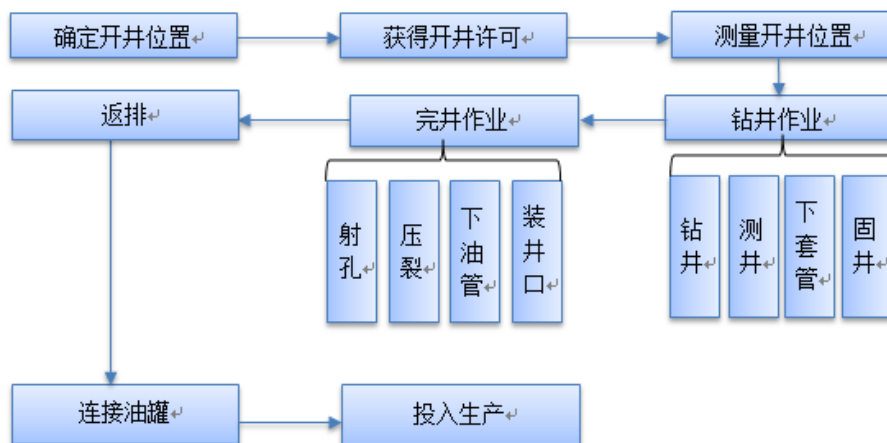 确定开井位置
获得开井许可
测量开井位置
钻井作业
完井作业
返排
钻井
测井
下套管
固井
射孔
压裂
下油管
装井口
连接油罐
投入生产